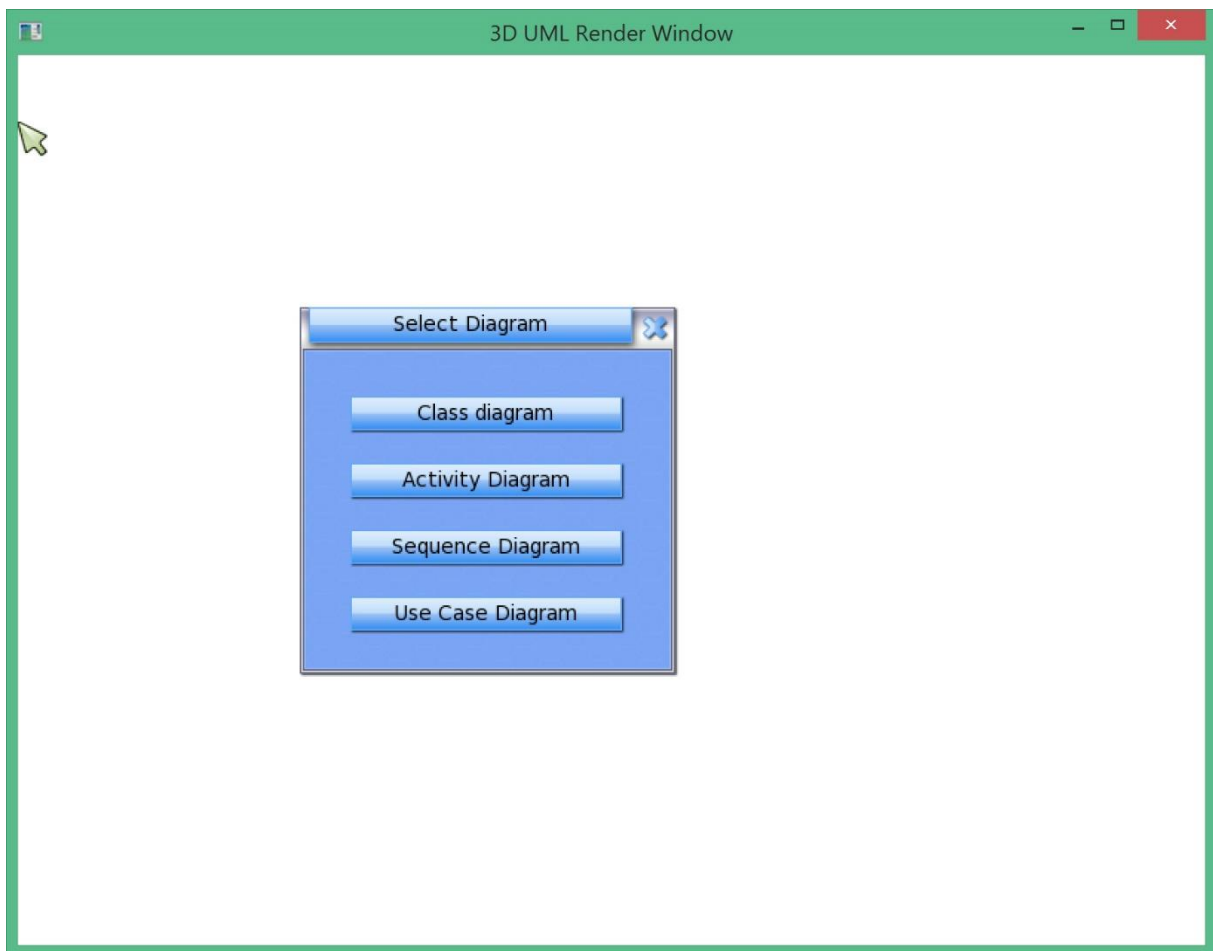 3D UML Render Window
Select Diagram
Class diagram
Activity Diagram
Sequence Diagram
Use Case Diagram